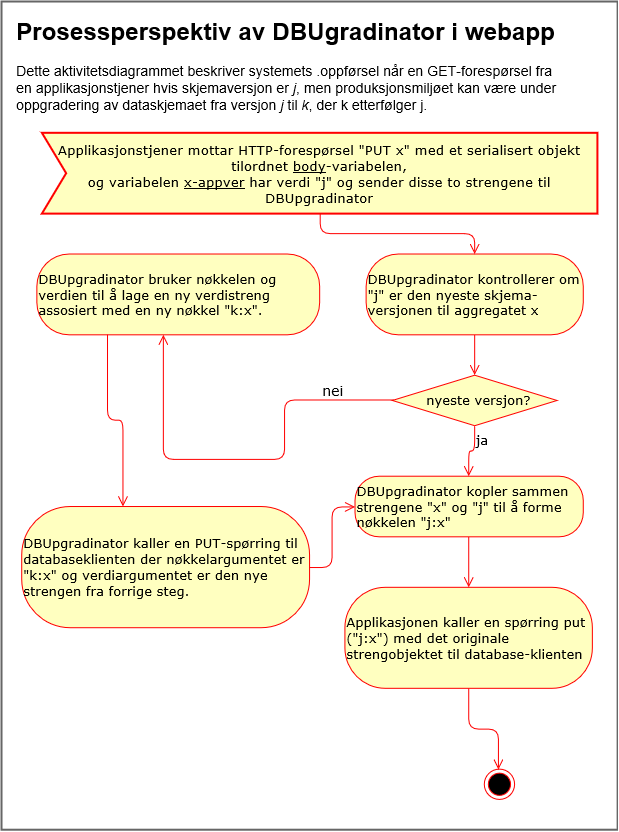 Prosessperspektiv av DBUgradinator i webapp
Dette aktivitetsdiagrammet beskriver systemets .oppførsel når en GET-forespørsel fra
en applikasjonstjener hvis skjemaversjon er j, men produksjonsmiljøet kan være under
oppgradering av dataskjemaet fra versjon j til k, der k etterfølger j.
Applikasjonstjener mottar HTTP-forespørsel "PUT x" med et serialisert objekt
tilordnet body-variabelen,
og variabelen x-appver har verdi "j" og sender disse to strengene til
DBUpgradinator
DBUpgradinator kontrollerer om
"j" er den nyeste skjema-
versjonen til aggregatet x
nyeste versjon?
nei
ja
DBUpgradinator bruker nøkkelen og
verdien til å lage en ny verdistreng
assosiert med en ny nøkkel "k:x".
DBUpgradinator kaller en PUT-spørring til
databaseklienten der nøkkelargumentet er
"k:x" og verdiargumentet er den nye
strengen fra forrige steg.
DBUpgradinator kopler sammen
strengene "x" og "j" til å forme
nøkkelen "j:x"
Applikasjonen kaller en spørring put
("j:x") med det originale
strengobjektet til database-klienten